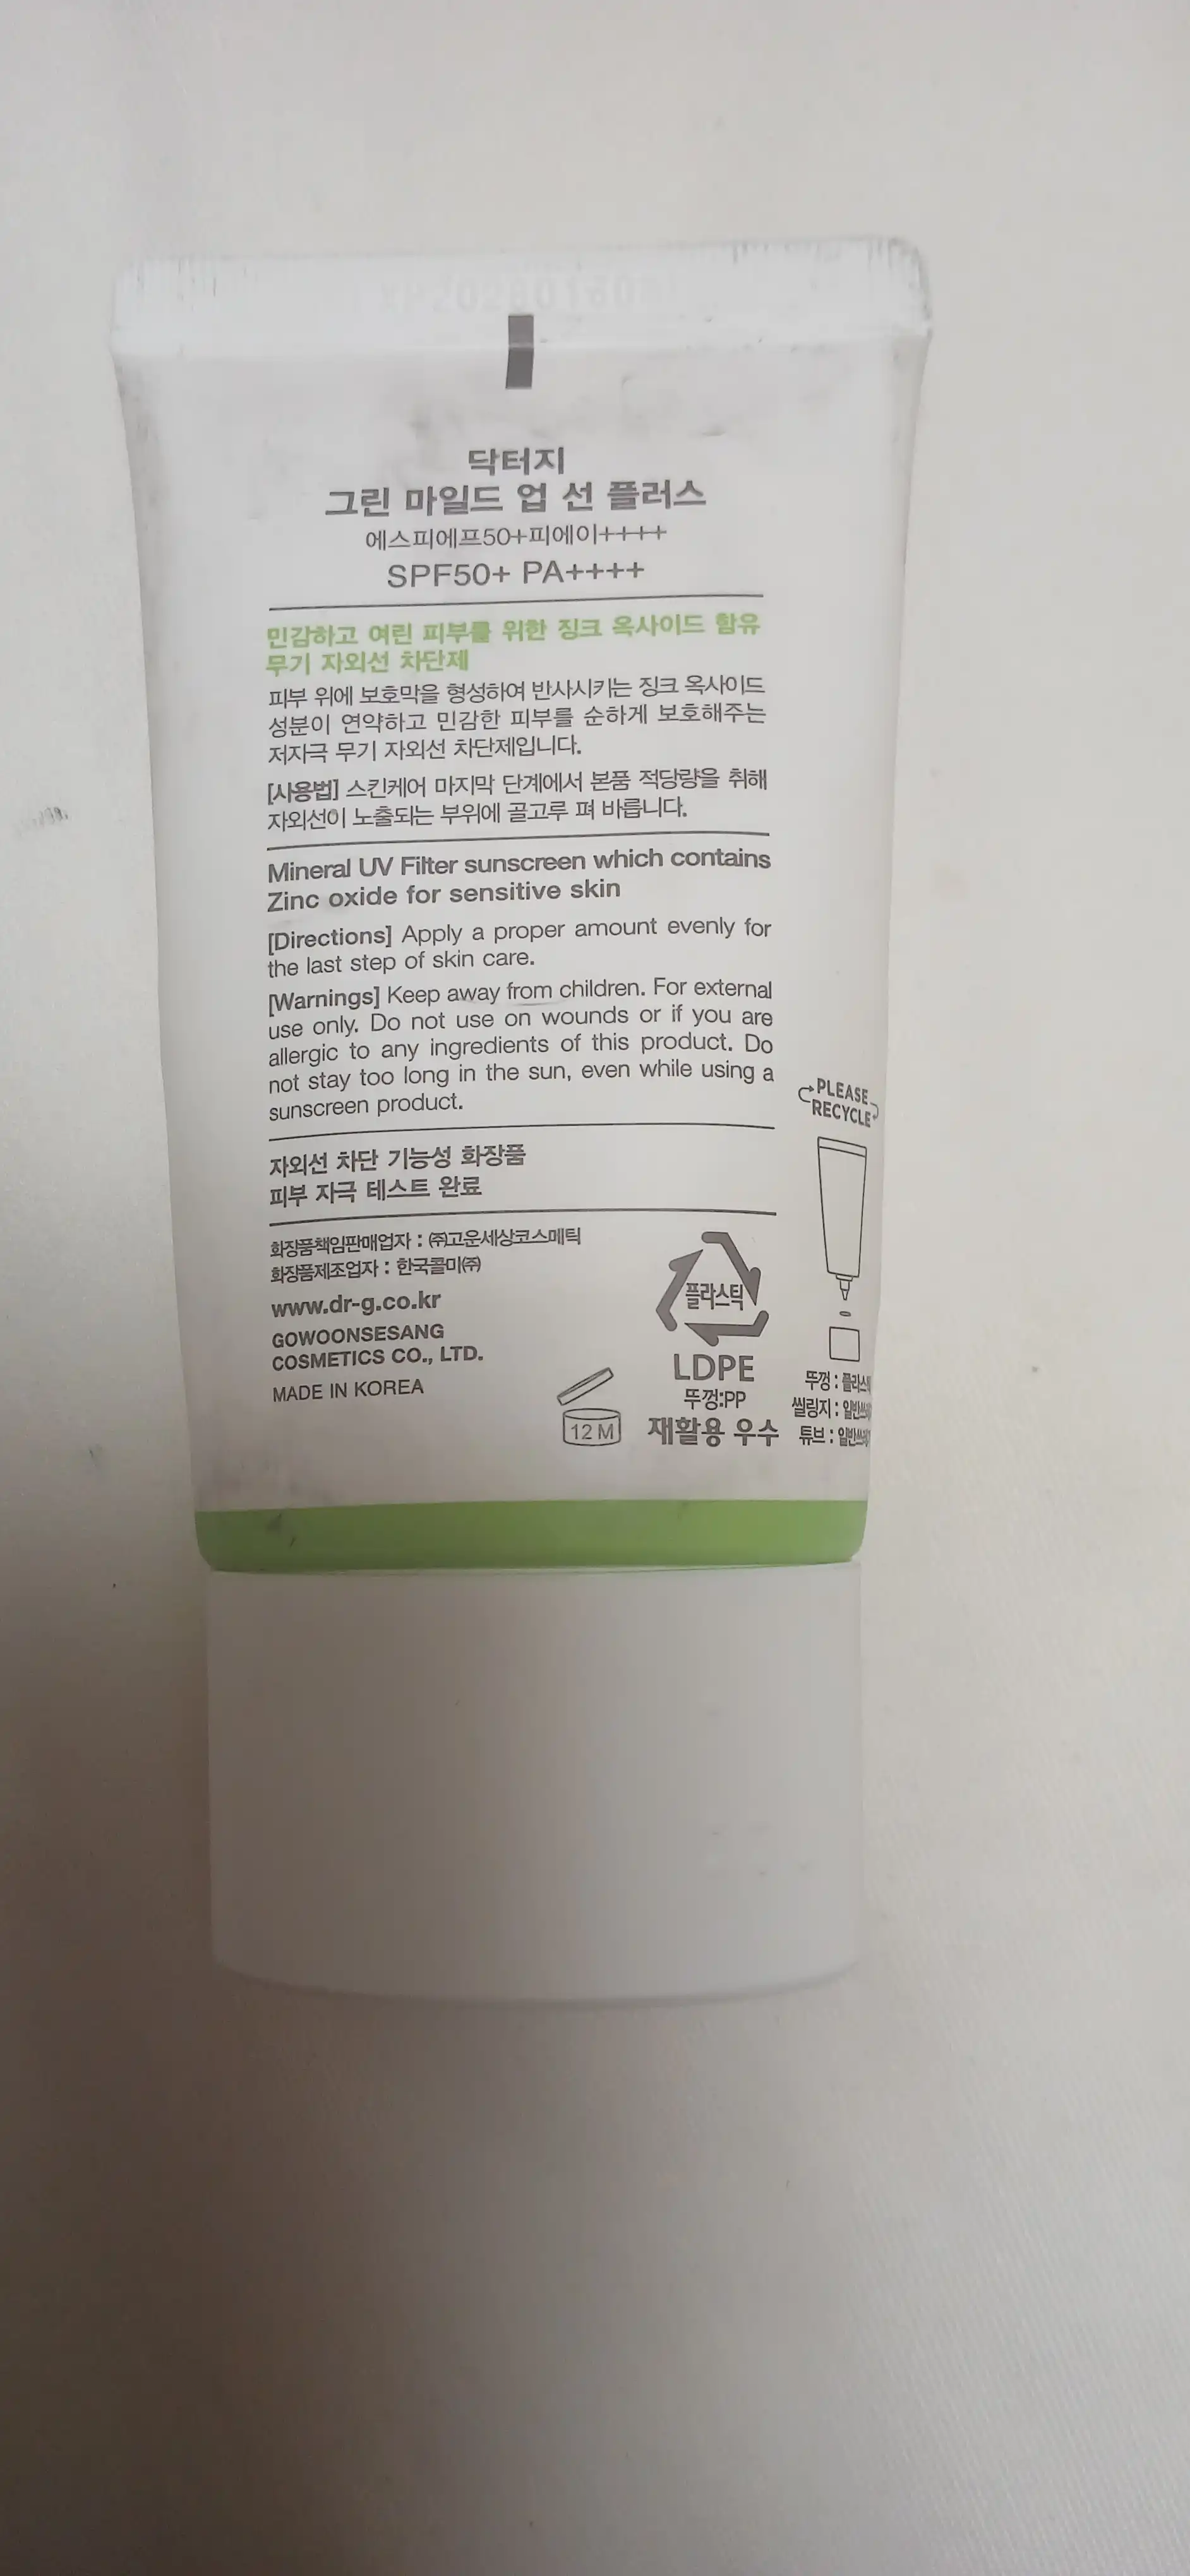 닥터지
그린 마일드 업 선 플러스
에스피에프50+피에이++++
SPF50+ PA++++
민감하고 여린 피부를 위한 징크 옥사이드 함유
무기 자외선 차단제
피부 위에 보호막을 형성하여 반사시키는 징크 옥사이드
성분이 연약하고 민감한 피부를 순하게 보호해주는
저자극 무기 자외선 차단제입니다.
[사용법] 스킨케어 마지막 단계에서 본품 적당량을 취해
자외선이 노출되는 부위에 골고루 펴 바릅니다.
Mineral UV Filter sunscreen which contains
Zinc oxide for sensitive skin
[Directions] Apply a proper amount evenly for
the last step of skin care.
[Warnings] Keep away from children. For external
use only. Do not use on wounds or if you are
allergic to any ingredients of this product. Do
not stay too long in the sun, even while using a
sunscreen product.
자외선 차단 기능성 화장품
피부 자극 테스트 완료
화장품책임판매업자 : ㈜고운세상코스메틱
화장품제조업자 : 한국콜미㈜
www.dr-g.co.kr
GOWOONSESANG
COSMETICS CO., LTD.
MADE IN KOREA
12 M
플라스틱
LDPE
뚜껑:PP
재활용 우수
PLEASE
RECYCLE
뚜껑 :
씰링지 :
튜브 :